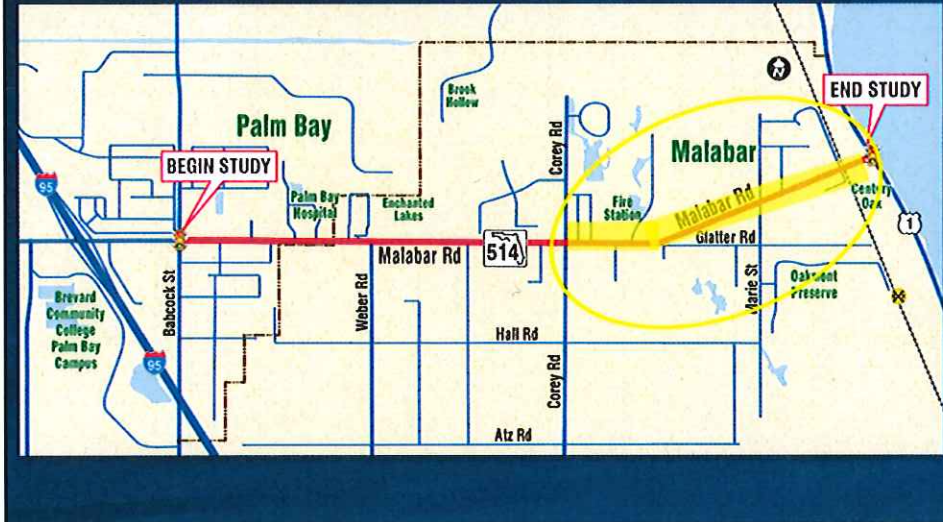 Brook
Hollow
N
END STUDY
Palm Bay
Corey Rd
Malabar
BEGIN STUDY
95
Palm Bay
Hospital
Enchanted
Lakes
Fire
Station
Malabar Rd
Century
Oak
1
Malabar Rd
514
Glatter Rd
Brevard
Community
College
Palm Bay
Campus
Babcock St
Weber Rd
Marie St
Oakmont
Preserve
Hall Rd
95
Corey Rd
Atz Rd